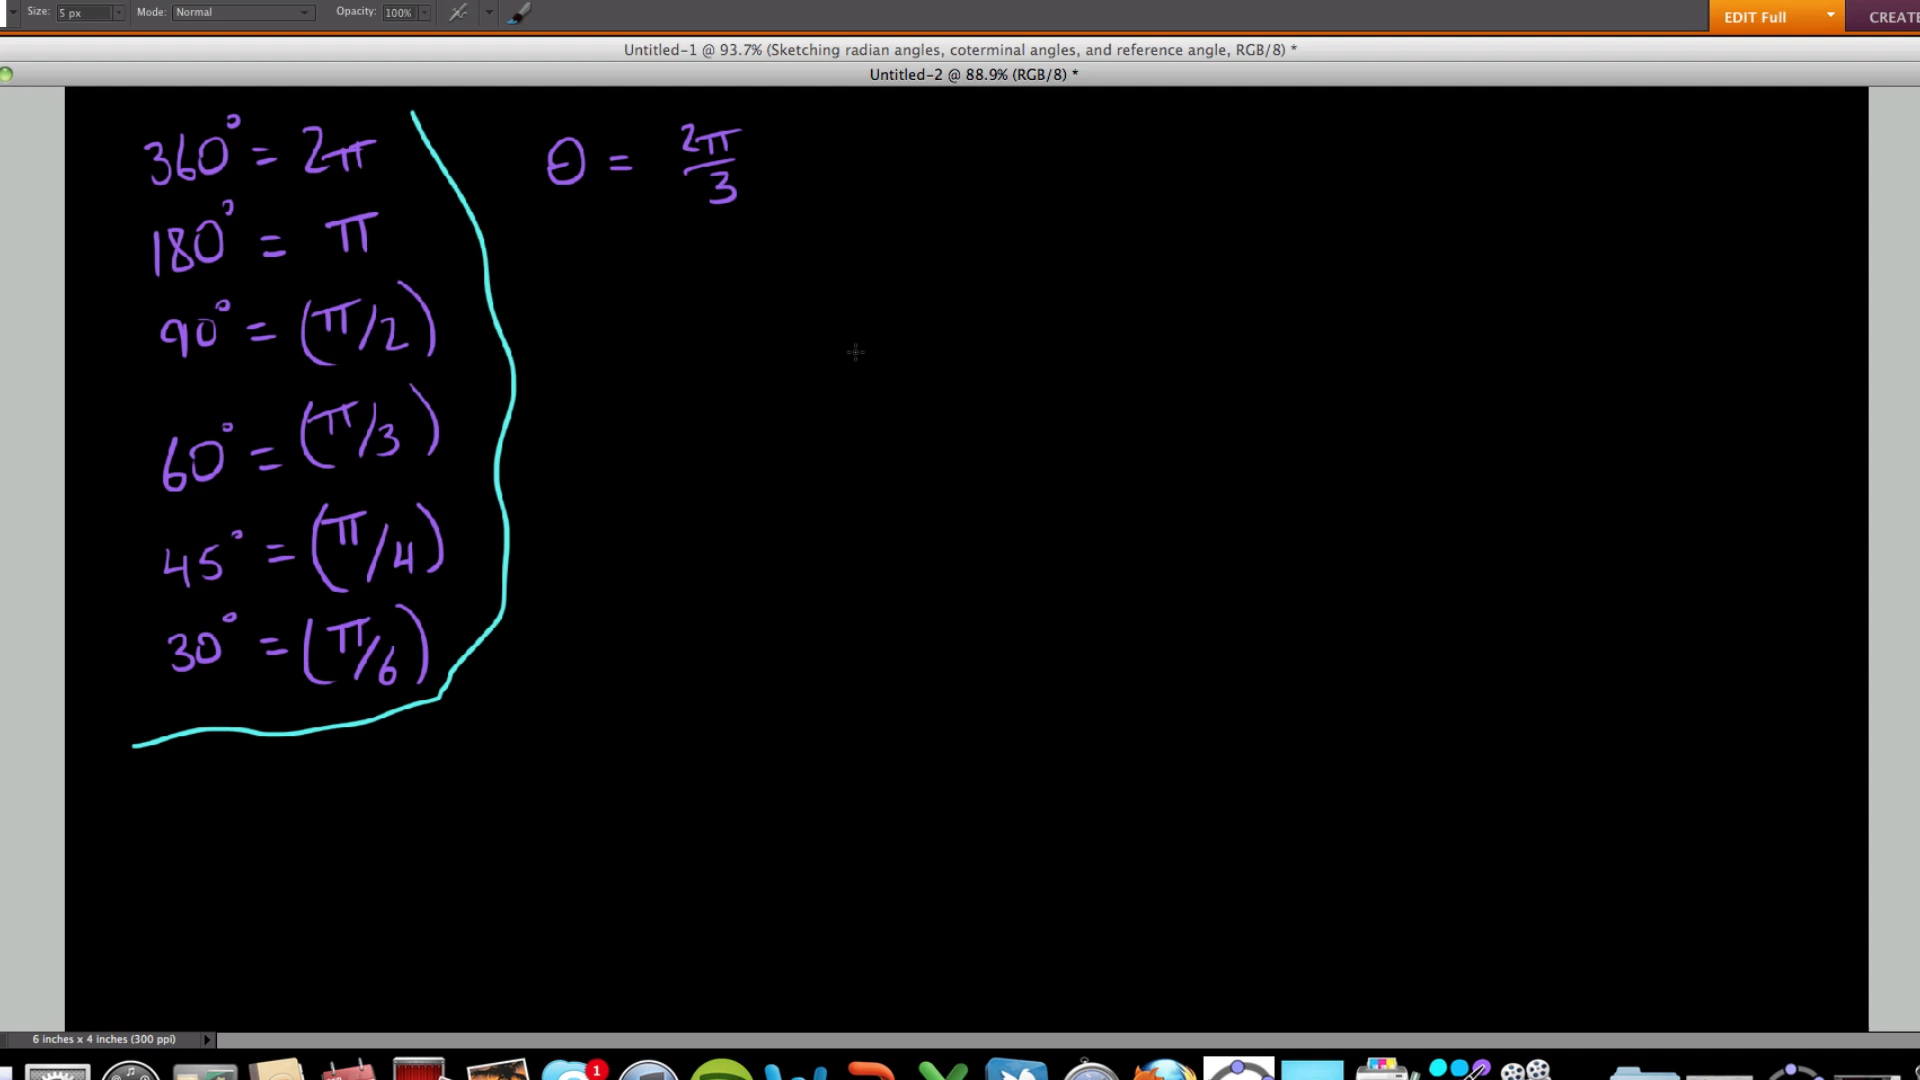 Size: 5 px Mode: Normal Opacity: 100% EDIT Full CREATE
Untitled-1 @ 93.7% (Sketching radian angles, coterminal angles, and reference angle, RGB/8) *
Untitled-2 @ 88.9% (RGB/8) *
360° = 2π
180° = π
90° = (π/2)
60° = (π/3)
45° = (π/4)
30° = (π/6)
θ = 2π/3
6 inches x 4 inches (300 ppi)
1